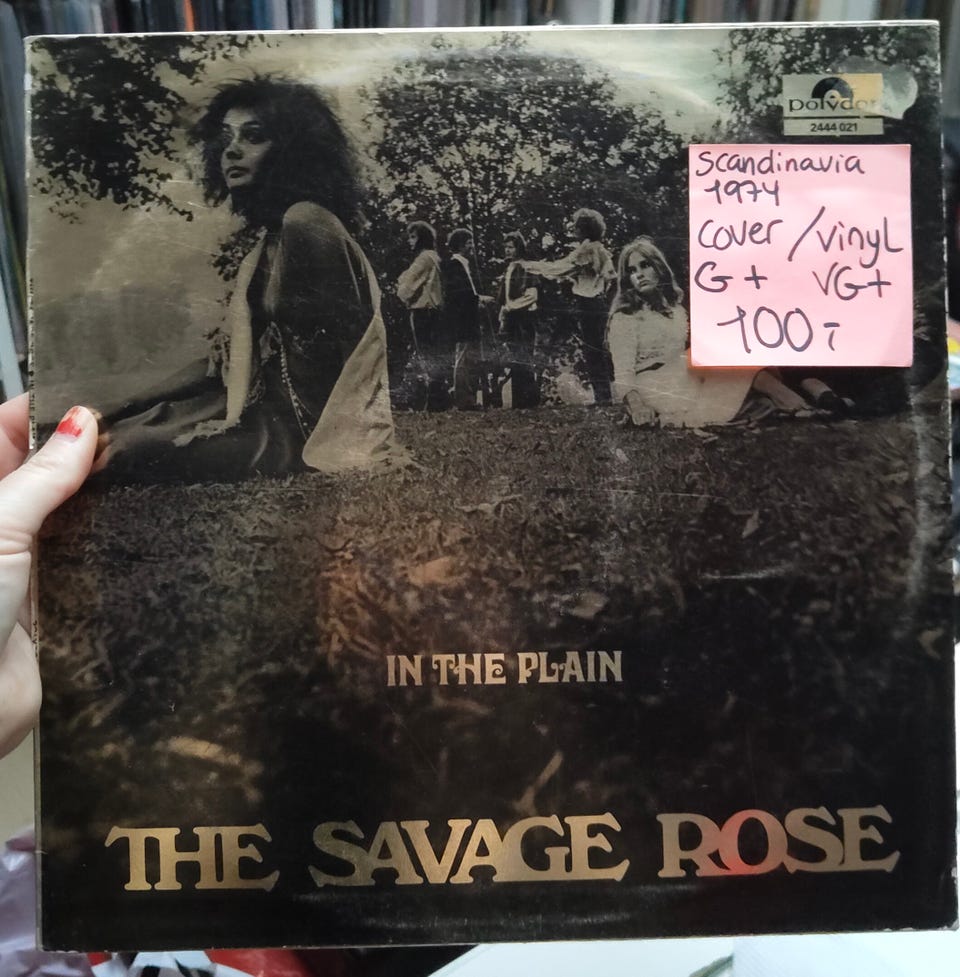 polydor
2444 021
Scandinavia
1974
cover / vinyl
G+ VG+
100:-
IN THE PLAIN
THE SAVAGE ROSE